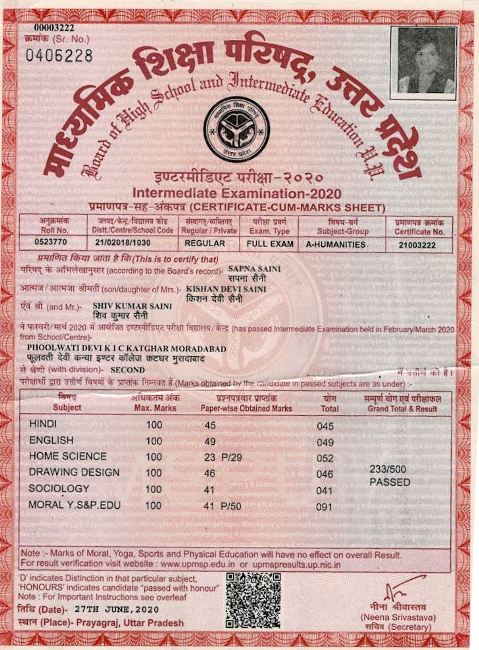 00003222
क्रमांक (Sr. No.)
0406228
माध्यमिक शिक्षा परिषद्, उत्तर प्रदेश
Board of High School and Intermediate Education U.P.
इण्टरमीडिएट परीक्षा-२०२०
Intermediate Examination-2020
प्रमाणपत्र-सह-अंकपत्र (CERTIFICATE-CUM-MARKS SHEET)
अनुक्रमांक जनपद/केन्द्र/विद्यालय कोड संस्थागत/व्यक्तिगत परीक्षा प्रवर्ग विषय-वर्ग प्रमाणपत्र क्रमांक
Roll No. Distt./Centre/School Code Regular / Private Exam. Type Subject-Group Certificate No.
0523770 21/02018/1030 REGULAR FULL EXAM A-HUMANITIES 21003222
प्रमाणित किया जाता है कि(This is to certify that)
परिषद् के अभिलेखानुसार (according to the Board's record)- SAPNA SAINI
सपना सैनी
आत्मज / आत्मजा श्रीमती (son/daughter of Mrs.)- KISHAN DEVI SAINI
किशन देवी सैनी
एवं श्री (and Mr.)- SHIV KUMAR SAINI
शिव कुमार सैनी
ने फरवरी/मार्च 2020 में आयोजित इण्टरमीडिएट परीक्षा विद्यालय/ केन्द्र (has passed Intermediate Examination held in February/March 2020
from School/Centre)-
PHOOLWATI DEVI K I C KATGHAR MORADABAD
फूलवती देवी कन्या इण्टर कॉलेज कटघर मुरादाबाद
से श्रेणी (with division)- SECOND में उत्तीर्ण की है।
परीक्षार्थी द्वारा उत्तीर्ण विषयों के प्राप्तांक निम्नवत हैं (Marks obtained by the candidate in passed subjects are as under) :-
विषय अधिकतम अंक प्रश्नपत्रवार प्राप्तांक योग सम्पूर्ण योग एवं परीक्षाफल
Subject Max. Marks Paper-wise Obtained Marks Total Grand Total & Result
HINDI 100 45 045
ENGLISH 100 49 049
HOME SCIENCE 100 23 P/29 052
DRAWING DESIGN 100 46 046 233/500
SOCIOLOGY 100 41 041 PASSED
MORAL Y.S&P.EDU 100 41 P/50 091
Note :- Marks of Moral, Yoga, Sports and Physical Education will have no effect on overall Result.
For result verification visit website : www.upmsp.edu.in or upmspresults.up.nic.in
'D' indicates Distinction in that particular subject,
'HONOURS' indicates candidate "passed with honour"
Note : For Important Instructions see overleaf
तिथि (Date)- 27TH JUNE, 2020
स्थान (Place)- Prayagraj, Uttar Pradesh
नीना श्रीवास्तव
(Neena Srivastava)
सचिव (Secretary)